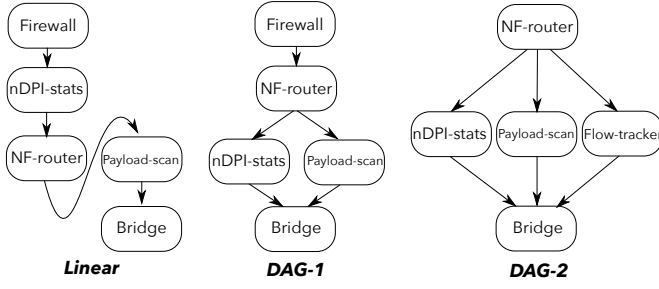 Firewall
nDPI-stats
NF-router
Payload-scan
Bridge
Linear
Firewall
NF-router
nDPI-stats
Payload-scan
Bridge
DAG-1
NF-router
nDPI-stats
Payload-scan
Flow-tracker
Bridge
DAG-2